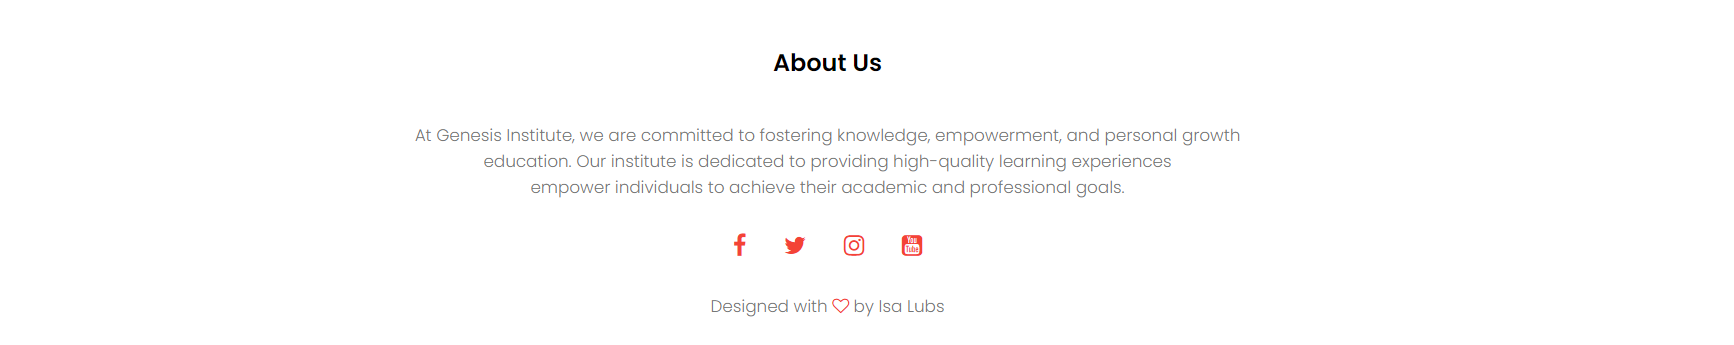 About Us
At Genesis Institute, we are committed to fostering knowledge, empowerment, and personal growth
education. Our institute is dedicated to providing high-quality learning experiences
empower individuals to achieve their academic and professional goals.
You
Tube
Designed with by Isa Lubs